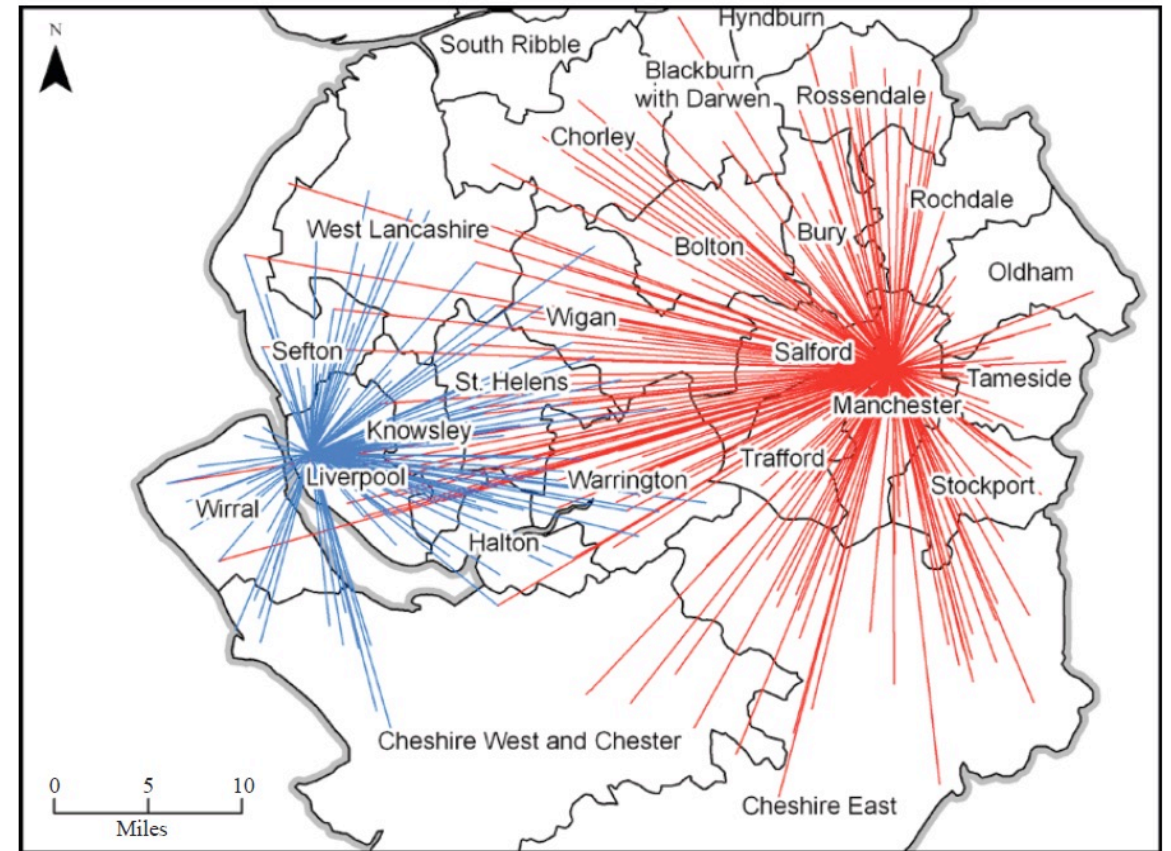 N
Hyndburn
South Ribble
Blackburn
with Darwen
Rossendale
Chorley
Rochdale
West Lancashire
Bolton
Bury
Oldham
Wigan
Sefton
Salford
St. Helens
Tameside
Manchester
Knowsley
Trafford
Liverpool
Warrington
Stockport
Wirral
Halton
Cheshire West and Chester
0 5 10
Miles
Cheshire East